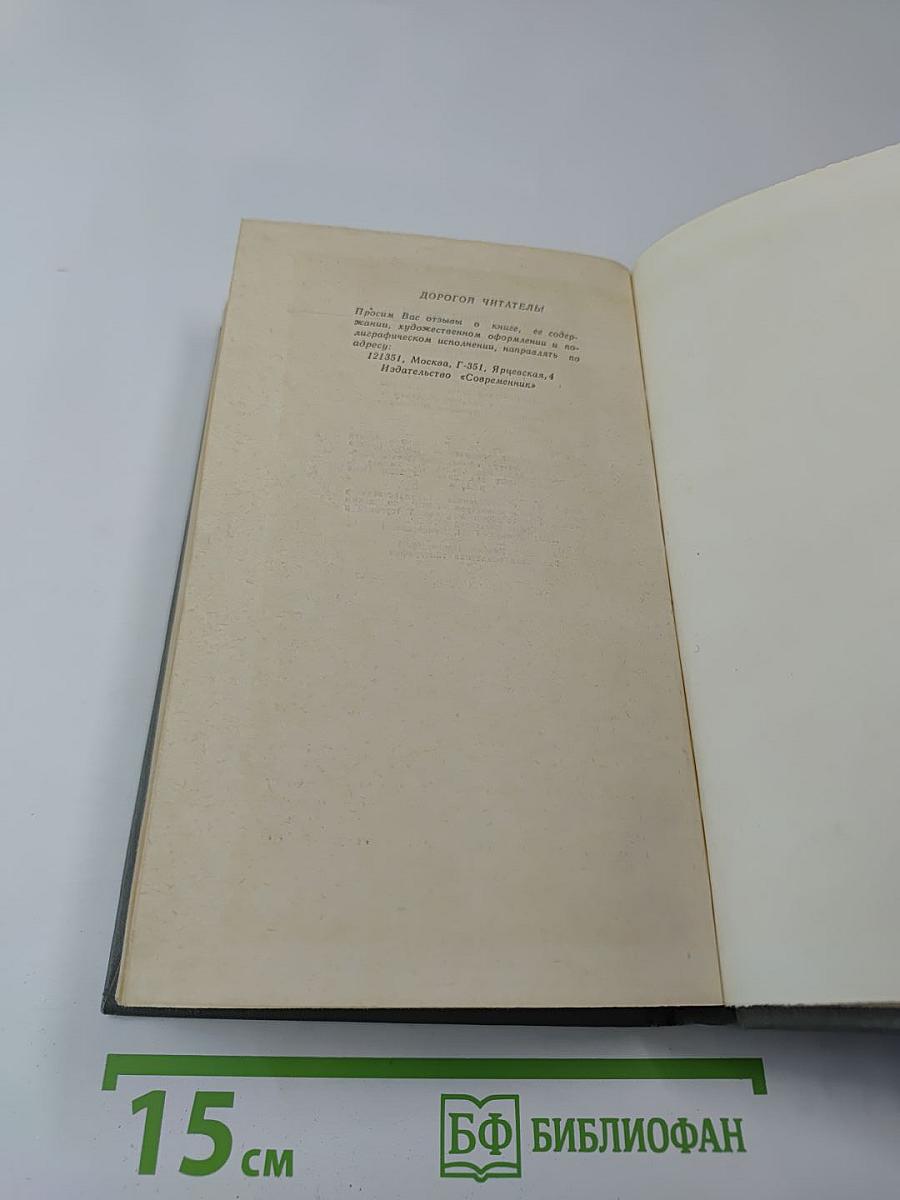 ДОРОГОЙ ЧИТАТЕЛЬ!
Просим Вас отзывы о книге, ее содер-
жании, художественном оформлении и по-
лиграфическом исполнении, направлять по
адресу:
121351, Москва, Г-351, Ярцевская, 4
Издательство «Современник»
15 см
БФ БИБЛИОФАН